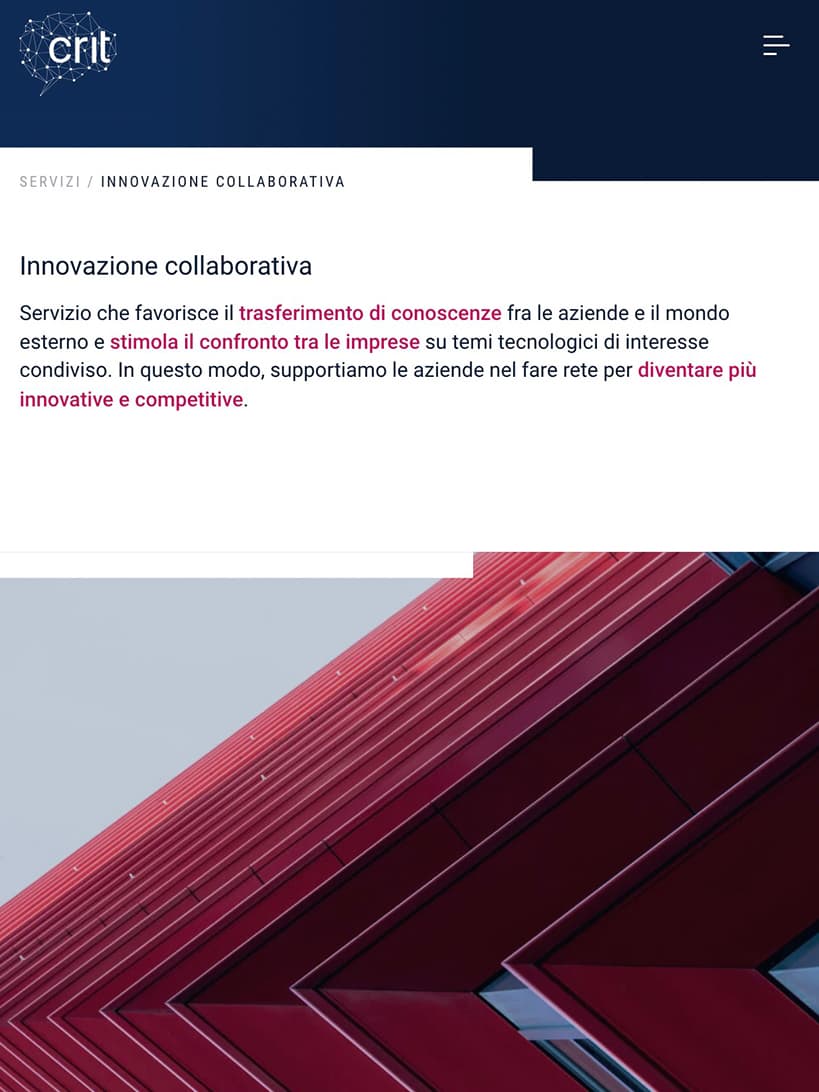 crit
SERVIZI / INNOVAZIONE COLLABORATIVA
Innovazione collaborativa
Servizio che favorisce il trasferimento di conoscenze fra le aziende e il mondo
esterno e stimola il confronto tra le imprese su temi tecnologici di interesse
condiviso. In questo modo, supportiamo le aziende nel fare rete per diventare più
innovative e competitive.